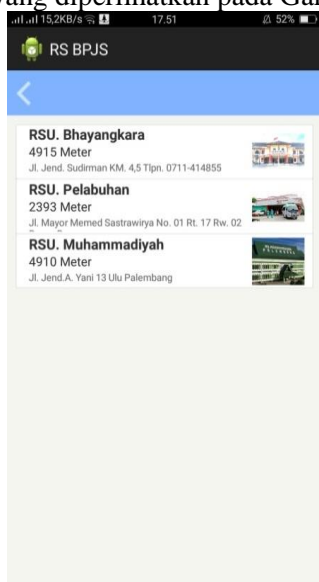 yang diperlihatkan pada Ga
15,2KB/s 17.51 52%
RS BPJS
RSU. Bhayangkara
4915 Meter
Jl. Jend. Sudirman KM. 4,5 Tlpn. 0711-414855
RSU. Pelabuhan
2393 Meter
Jl. Mayor Memed Sastrawirya No. 01 Rt. 17 Rw. 02
RSU. Muhammadiyah
4910 Meter
Jl. Jend.A. Yani 13 Ulu Palembang